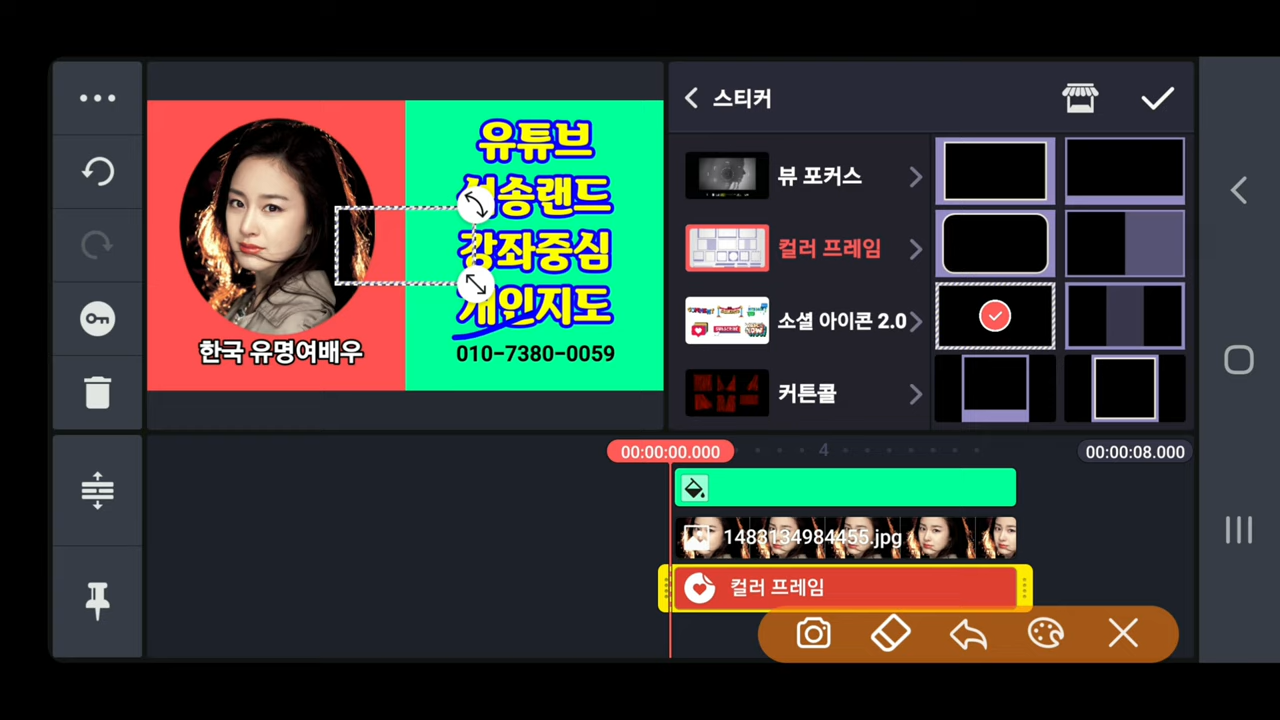 스티커
유튜브
방송랜드
강좌중심
개인지도
010-7380-0059
한국 유명여배우
뷰 포커스
컬러 프레임
소셜 아이콘 2.0
커튼콜
00:00:00.000
4
00:00:08.000
1483134984455.jpg
컬러 프레임